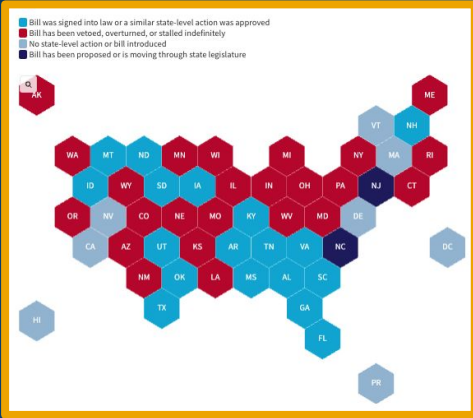 Bill was signed into law or a similar state-level action was approved
Bill has been vetoed, overturned, or stalled indefinitely
No state-level action or bill introduced
Bill has been proposed or is moving through state legislature
AK ME
VT NH
WA MT ND MN WI MI NY MA RI
ID WY SD IA IL IN OH PA NJ CT
OR NV CO NE MO KY WV MD DE
CA AZ UT KS AR TN VA NC DC
NM OK LA MS AL SC
TX GA
HI
FL
PR